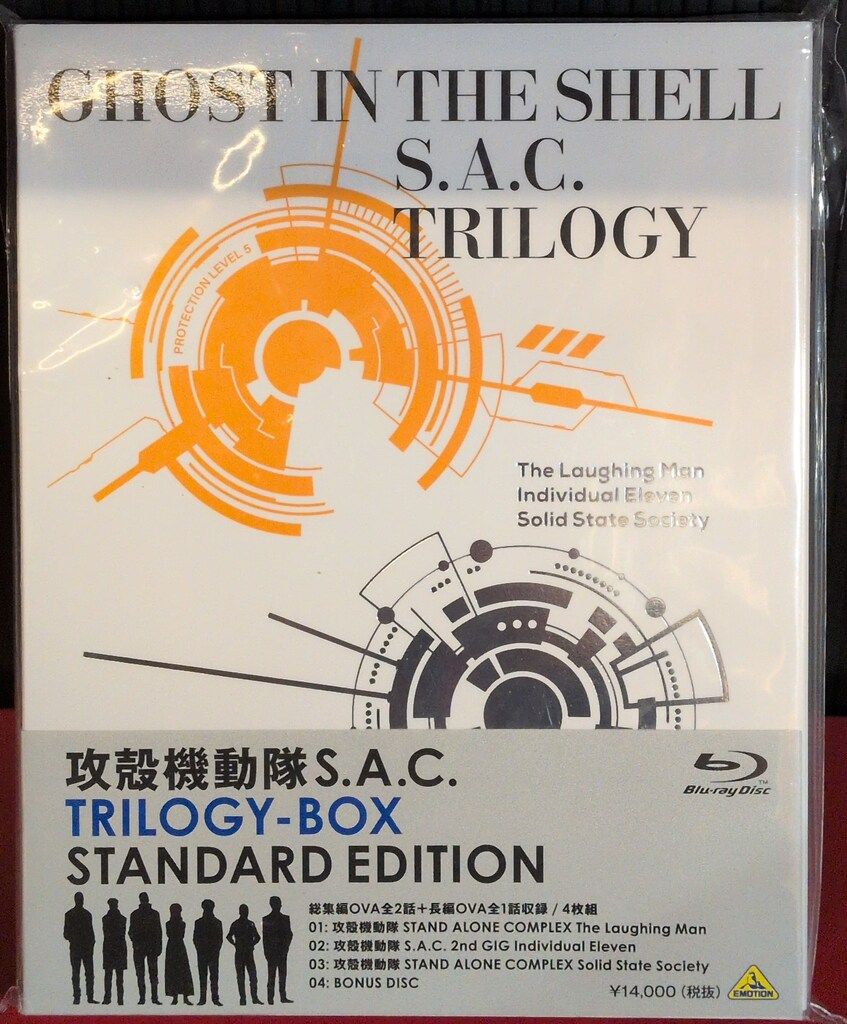 GHOST IN THE SHELL
S.A.C.
TRILOGY
PROTECTION LEVEL 5
The Laughing Man
Individual Eleven
Solid State Society
攻殻機動隊 S.A.C.
TRILOGY-BOX
STANDARD EDITION
Blu-ray Disc
TM
総集編OVA全2話+長編OVA全1話収録 / 4枚組
01: 攻殻機動隊 STAND ALONE COMPLEX The Laughing Man
02: 攻殻機動隊 S.A.C. 2nd GIG Individual Eleven
03: 攻殻機動隊 STAND ALONE COMPLEX Solid State Society
04: BONUS DISC
¥14,000 (税抜)
EMOTION